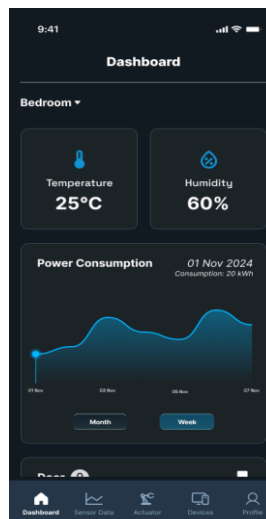 9:41
Dashboard
Bedroom
Temperature
25°C
Humidity
60%
Power Consumption
01 Nov 2024
Consumption: 20 kWh
01 Nov
03 Nov
05 Nov
07 Nov
Month
Week
Door
Dashboard
Sensor Data
Actuator
Devices
Profile